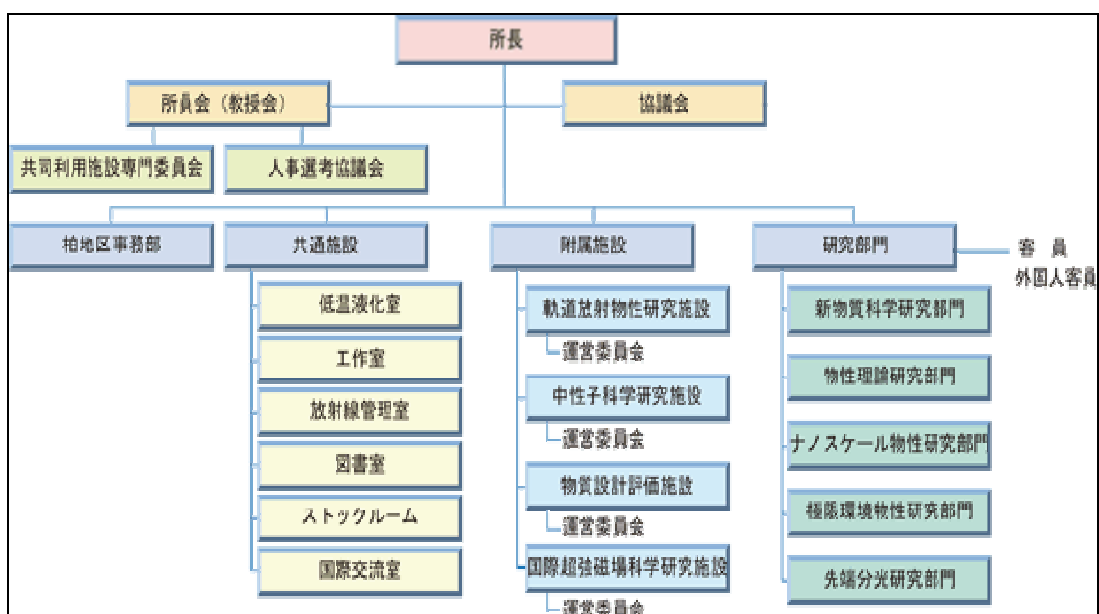 所長
所員会（教授会）
協議会
共同利用施設専門委員会
人事選考協議会
柏地区事務部
共通施設
附属施設
研究部門
客 員
外国人客員
低温液化室
工作室
放射線管理室
図書室
ストックルーム
国際交流室
軌道放射物性研究施設
運営委員会
中性子科学研究施設
運営委員会
物質設計評価施設
運営委員会
国際超強磁場科学研究施設
運営委員会
新物質科学研究部門
物性理論研究部門
ナノスケール物性研究部門
極限環境物性研究部門
先端分光研究部門